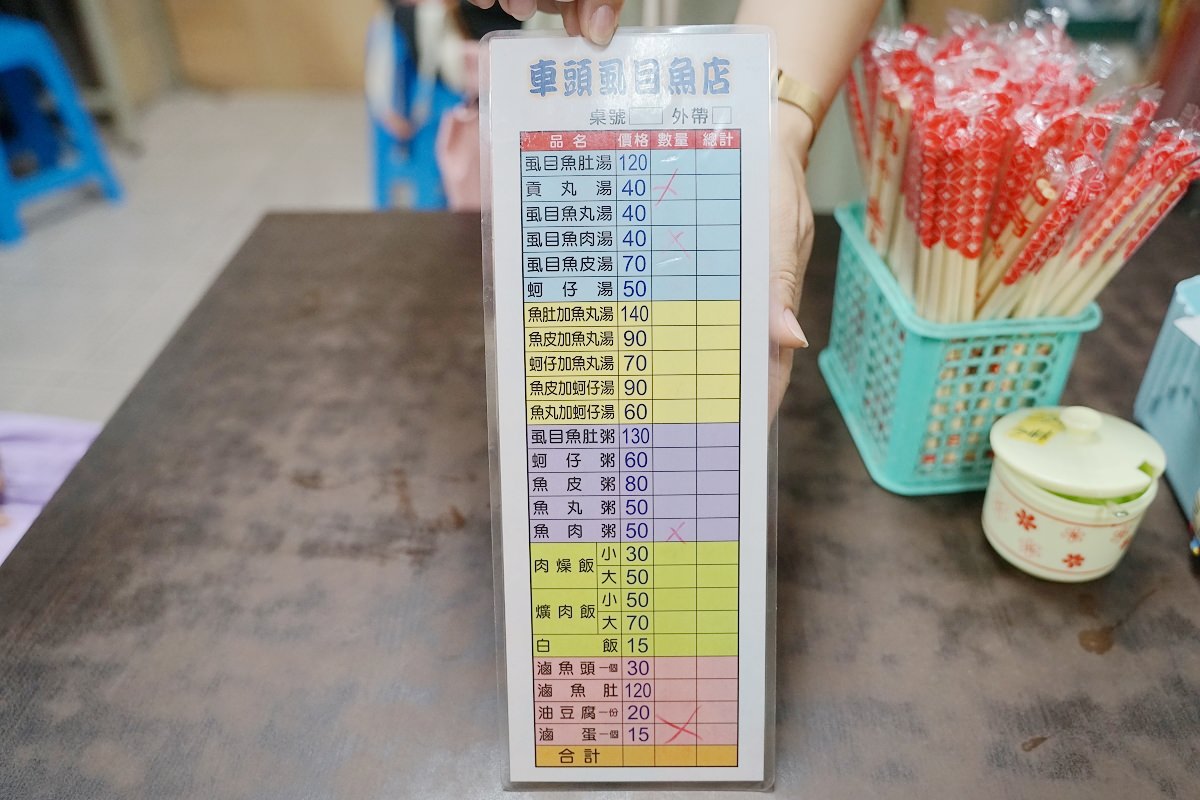 車頭虱目魚店
桌號 外帶
品名 價格 數量 總計
虱目魚肚湯 120
貢丸湯 40
虱目魚丸湯 40
虱目魚肉湯 40
虱目魚皮湯 70
蚵仔湯 50
魚肚加魚丸湯 140
魚皮加魚丸湯 90
蚵仔加魚丸湯 70
魚皮加蚵仔湯 90
魚丸加蚵仔湯 60
虱目魚肚粥 130
蚵仔粥 60
魚皮粥 80
魚丸粥 50
魚肉粥 50
肉燥飯 小 30
大 50
爌肉飯 小 50
大 70
白飯 15
滷魚頭一個 30
滷魚肚 120
油豆腐一份 20
滷蛋一個 15
合計